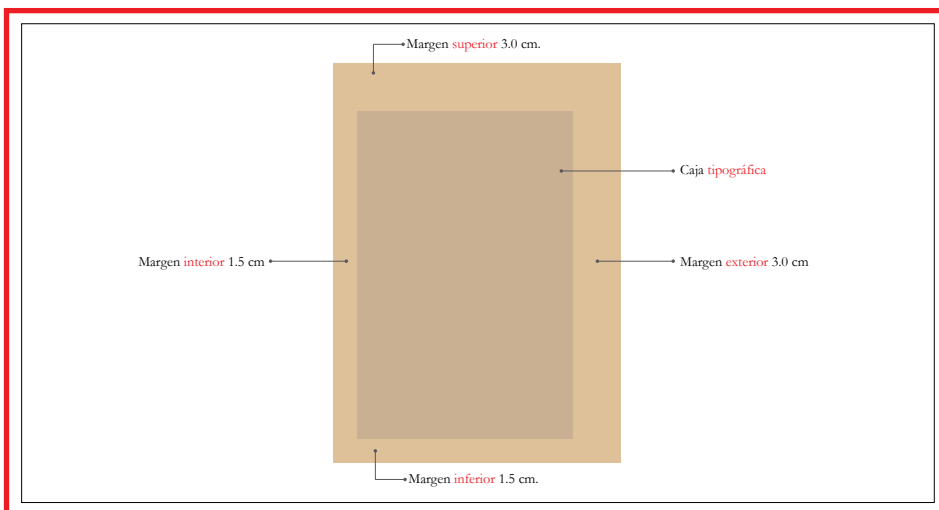 Margen superior 3.0 cm.
Caja tipográfica
Margen interior 1.5 cm
Margen exterior 3.0 cm
Margen inferior 1.5 cm.